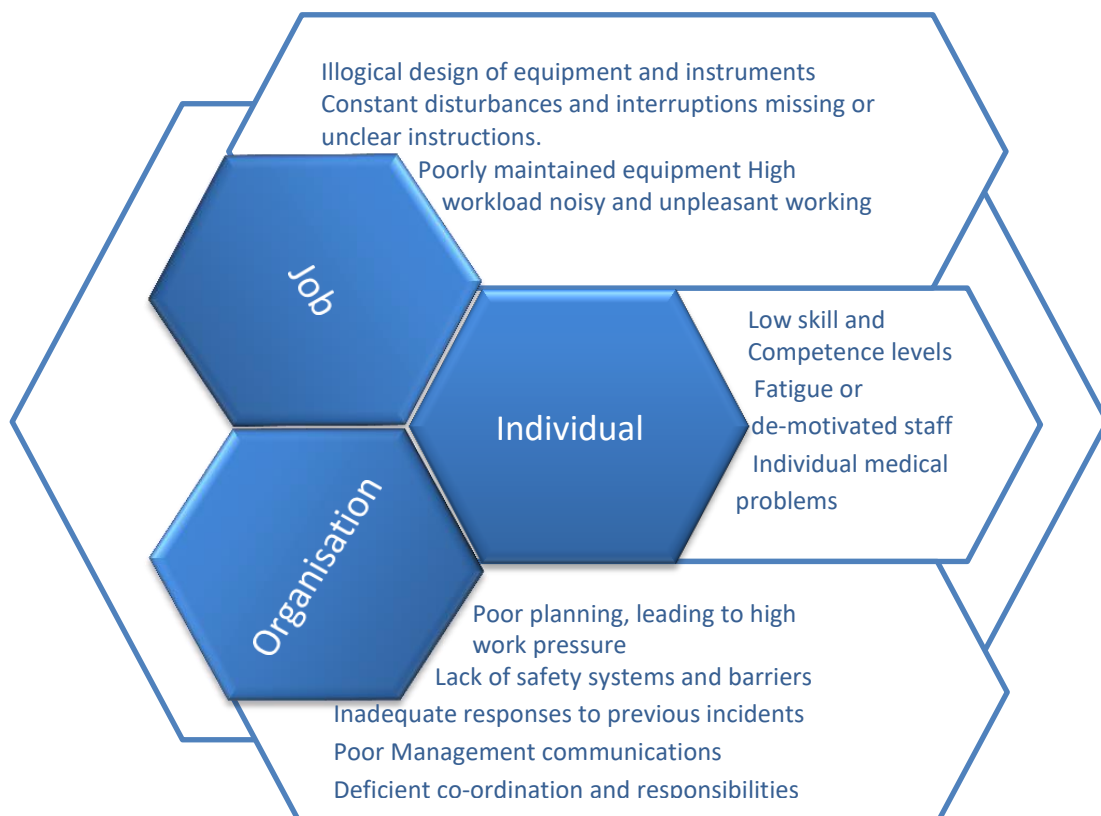 Illogical design of equipment and instruments
Constant disturbances and interruptions missing or
unclear instructions.
Poorly maintained equipment High
workload noisy and unpleasant working
Job
Individual
Low skill and
Competence levels
Fatigue or
de-motivated staff
Individual medical
problems
Organisation
Poor planning, leading to high
work pressure
Lack of safety systems and barriers
Inadequate responses to previous incidents
Poor Management communications
Deficient co-ordination and responsibilities